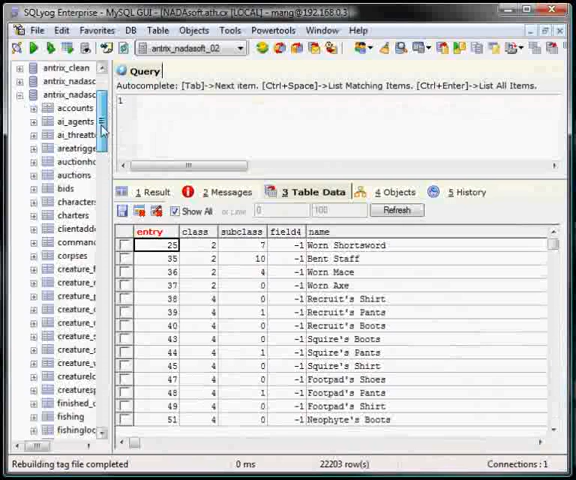 SQLyog Enterprise - MySQL GUI - [NADAsoft.ath.cx [LOCAL] - mang@192.168.0.3]
File Edit Favorites DB Table Objects Tools Powertools Window Help
antrix_nadasoft_02
antrix_clean
antrix_nadasc
antrix_nadasc
accounts
ai_agents
ai_threatt
areatrigge
auctionho
auctions
bids
characters
charters
clientaddo
command
corpses
creature_f
creature_
creature_p
creature_
creature_s
creature_s
creature_w
creaturelo
creaturesp
finished_c
fishing
fishingloc
Query
Autocomplete: [Tab]->Next item. [Ctrl+Space]->List Matching Items. [Ctrl+Enter]->List All Items.
1
1 Result 2 Messages 3 Table Data 4 Objects 5 History
Show All 0 100 Refresh
entry class subclass field4 name
25 2 7 -1 Worn Shortsword
35 2 10 -1 Bent Staff
36 2 4 -1 Worn Mace
37 2 0 -1 Worn Axe
38 4 0 -1 Recruit's Shirt
39 4 1 -1 Recruit's Pants
40 4 0 -1 Recruit's Boots
43 4 0 -1 Squire's Boots
44 4 1 -1 Squire's Pants
45 4 0 -1 Squire's Shirt
47 4 0 -1 Footpad's Shoes
48 4 1 -1 Footpad's Pants
49 4 0 -1 Footpad's Shirt
51 4 0 -1 Neophyte's Boots
Rebuilding tag file completed 0 ms 22203 row(s) Connections : 1